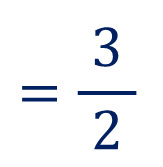 = 3/2